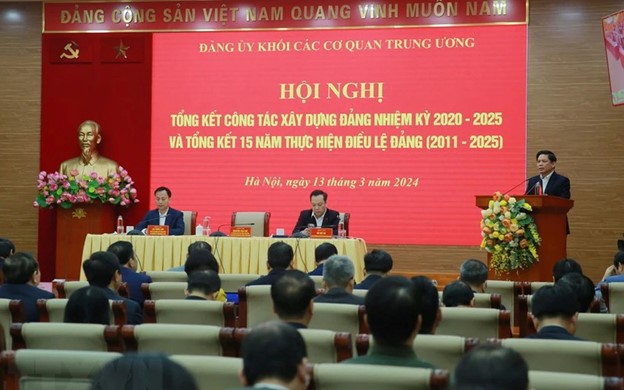 ĐẢNG CỘNG SẢN VIỆT NAM QUANG VINH MUÔN NĂM
ĐẢNG ỦY KHỐI CÁC CƠ QUAN TRUNG ƯƠNG
HỘI NGHỊ
TỔNG KẾT CÔNG TÁC XÂY DỰNG ĐẢNG NHIỆM KỲ 2020 - 2025
VÀ TỔNG KẾT 15 NĂM THỰC HIỆN ĐIỀU LỆ ĐẢNG (2011 - 2025)
Hà Nội, ngày 13 tháng 3 năm 2024